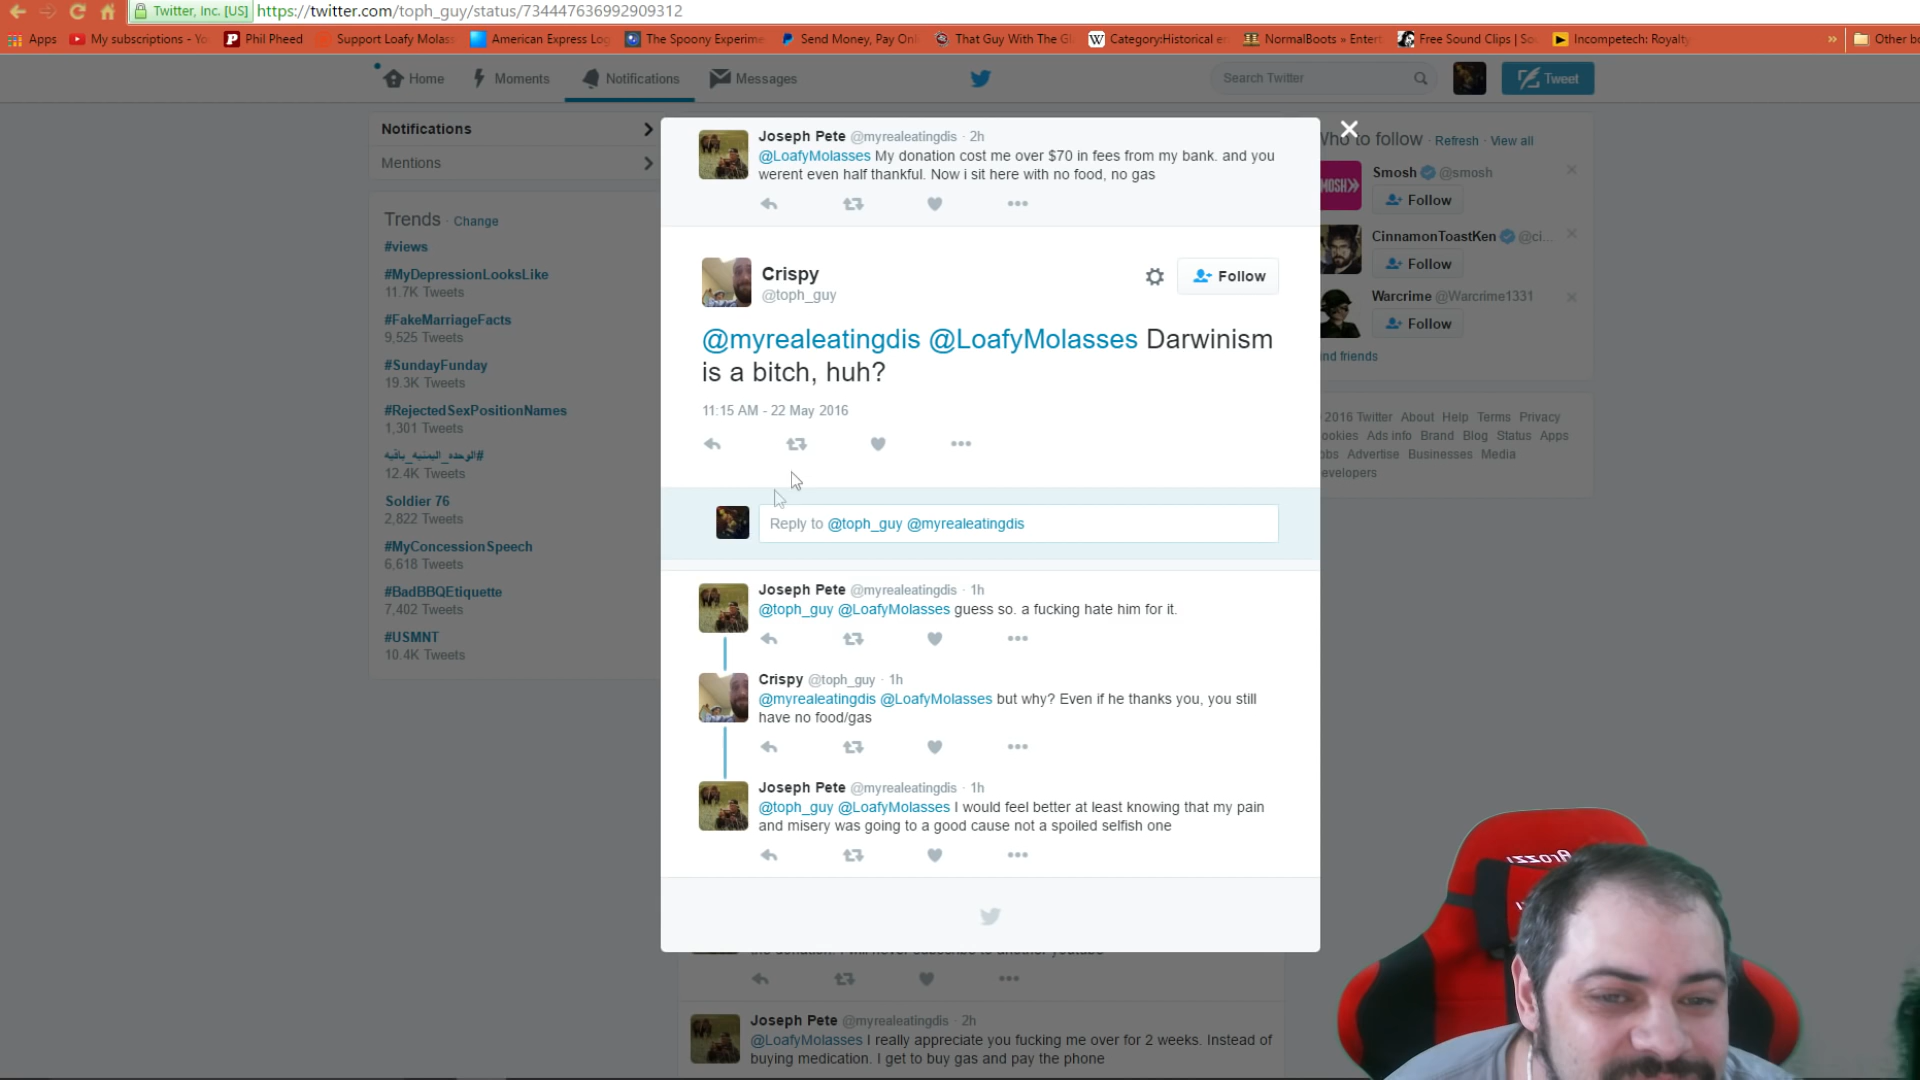 Twitter, Inc. [US] https://twitter.com/toph_guy/status/734447636992909312
Apps My subscriptions - Phil Pheed Support Loafy Molass American Express Log The Spoony Experime Send Money, Pay Onl That Guy With The Gl Category:Historical e NormalBoots » Entert Free Sound Clips | So Incompetech: Royalty » Other bo
Home Moments Notifications Messages Search Twitter Tweet
Notifications
Mentions
Trends · Change
#views
#MyDepressionLooksLike
11.7K Tweets
#FakeMarriageFacts
9,525 Tweets
#SundayFunday
19.3K Tweets
#RejectedSexPositionNames
1,301 Tweets
#الوحده_اليمنيه_باقيه
12.4K Tweets
Soldier 76
2,822 Tweets
#MyConcessionSpeech
6,618 Tweets
#BadBBQEtiquette
7,402 Tweets
#USMNT
10.4K Tweets
Joseph Pete @myrealeatingdis · 2h
@LoafyMolasses My donation cost me over $70 in fees from my bank. and you
werent even half thankful. Now i sit here with no food, no gas
Crispy
@toph_guy
Follow
@myrealeatingdis @LoafyMolasses Darwinism
is a bitch, huh?
11:15 AM - 22 May 2016
Reply to @toph_guy @myrealeatingdis
Joseph Pete @myrealeatingdis · 1h
@toph_guy @LoafyMolasses guess so. a fucking hate him for it.
Crispy @toph_guy · 1h
@myrealeatingdis @LoafyMolasses but why? Even if he thanks you, you still
have no food/gas
Joseph Pete @myrealeatingdis · 1h
@toph_guy @LoafyMolasses I would feel better at least knowing that my pain
and misery was going to a good cause not a spoiled selfish one
Joseph Pete @myrealeatingdis · 2h
@LoafyMolasses I really appreciate you fucking me over for 2 weeks. Instead of
buying medication. I get to buy gas and pay the phone
Who to follow · Refresh · View all
SMOSH
Smosh @smosh
Follow
CinnamonToastKen @ci...
Follow
Warcrime @Warcrime1331
Follow
ind friends
2016 Twitter About Help Terms Privacy
ookies Ads info Brand Blog Status Apps
obs Advertise Businesses Media
evelopers
Arozzi